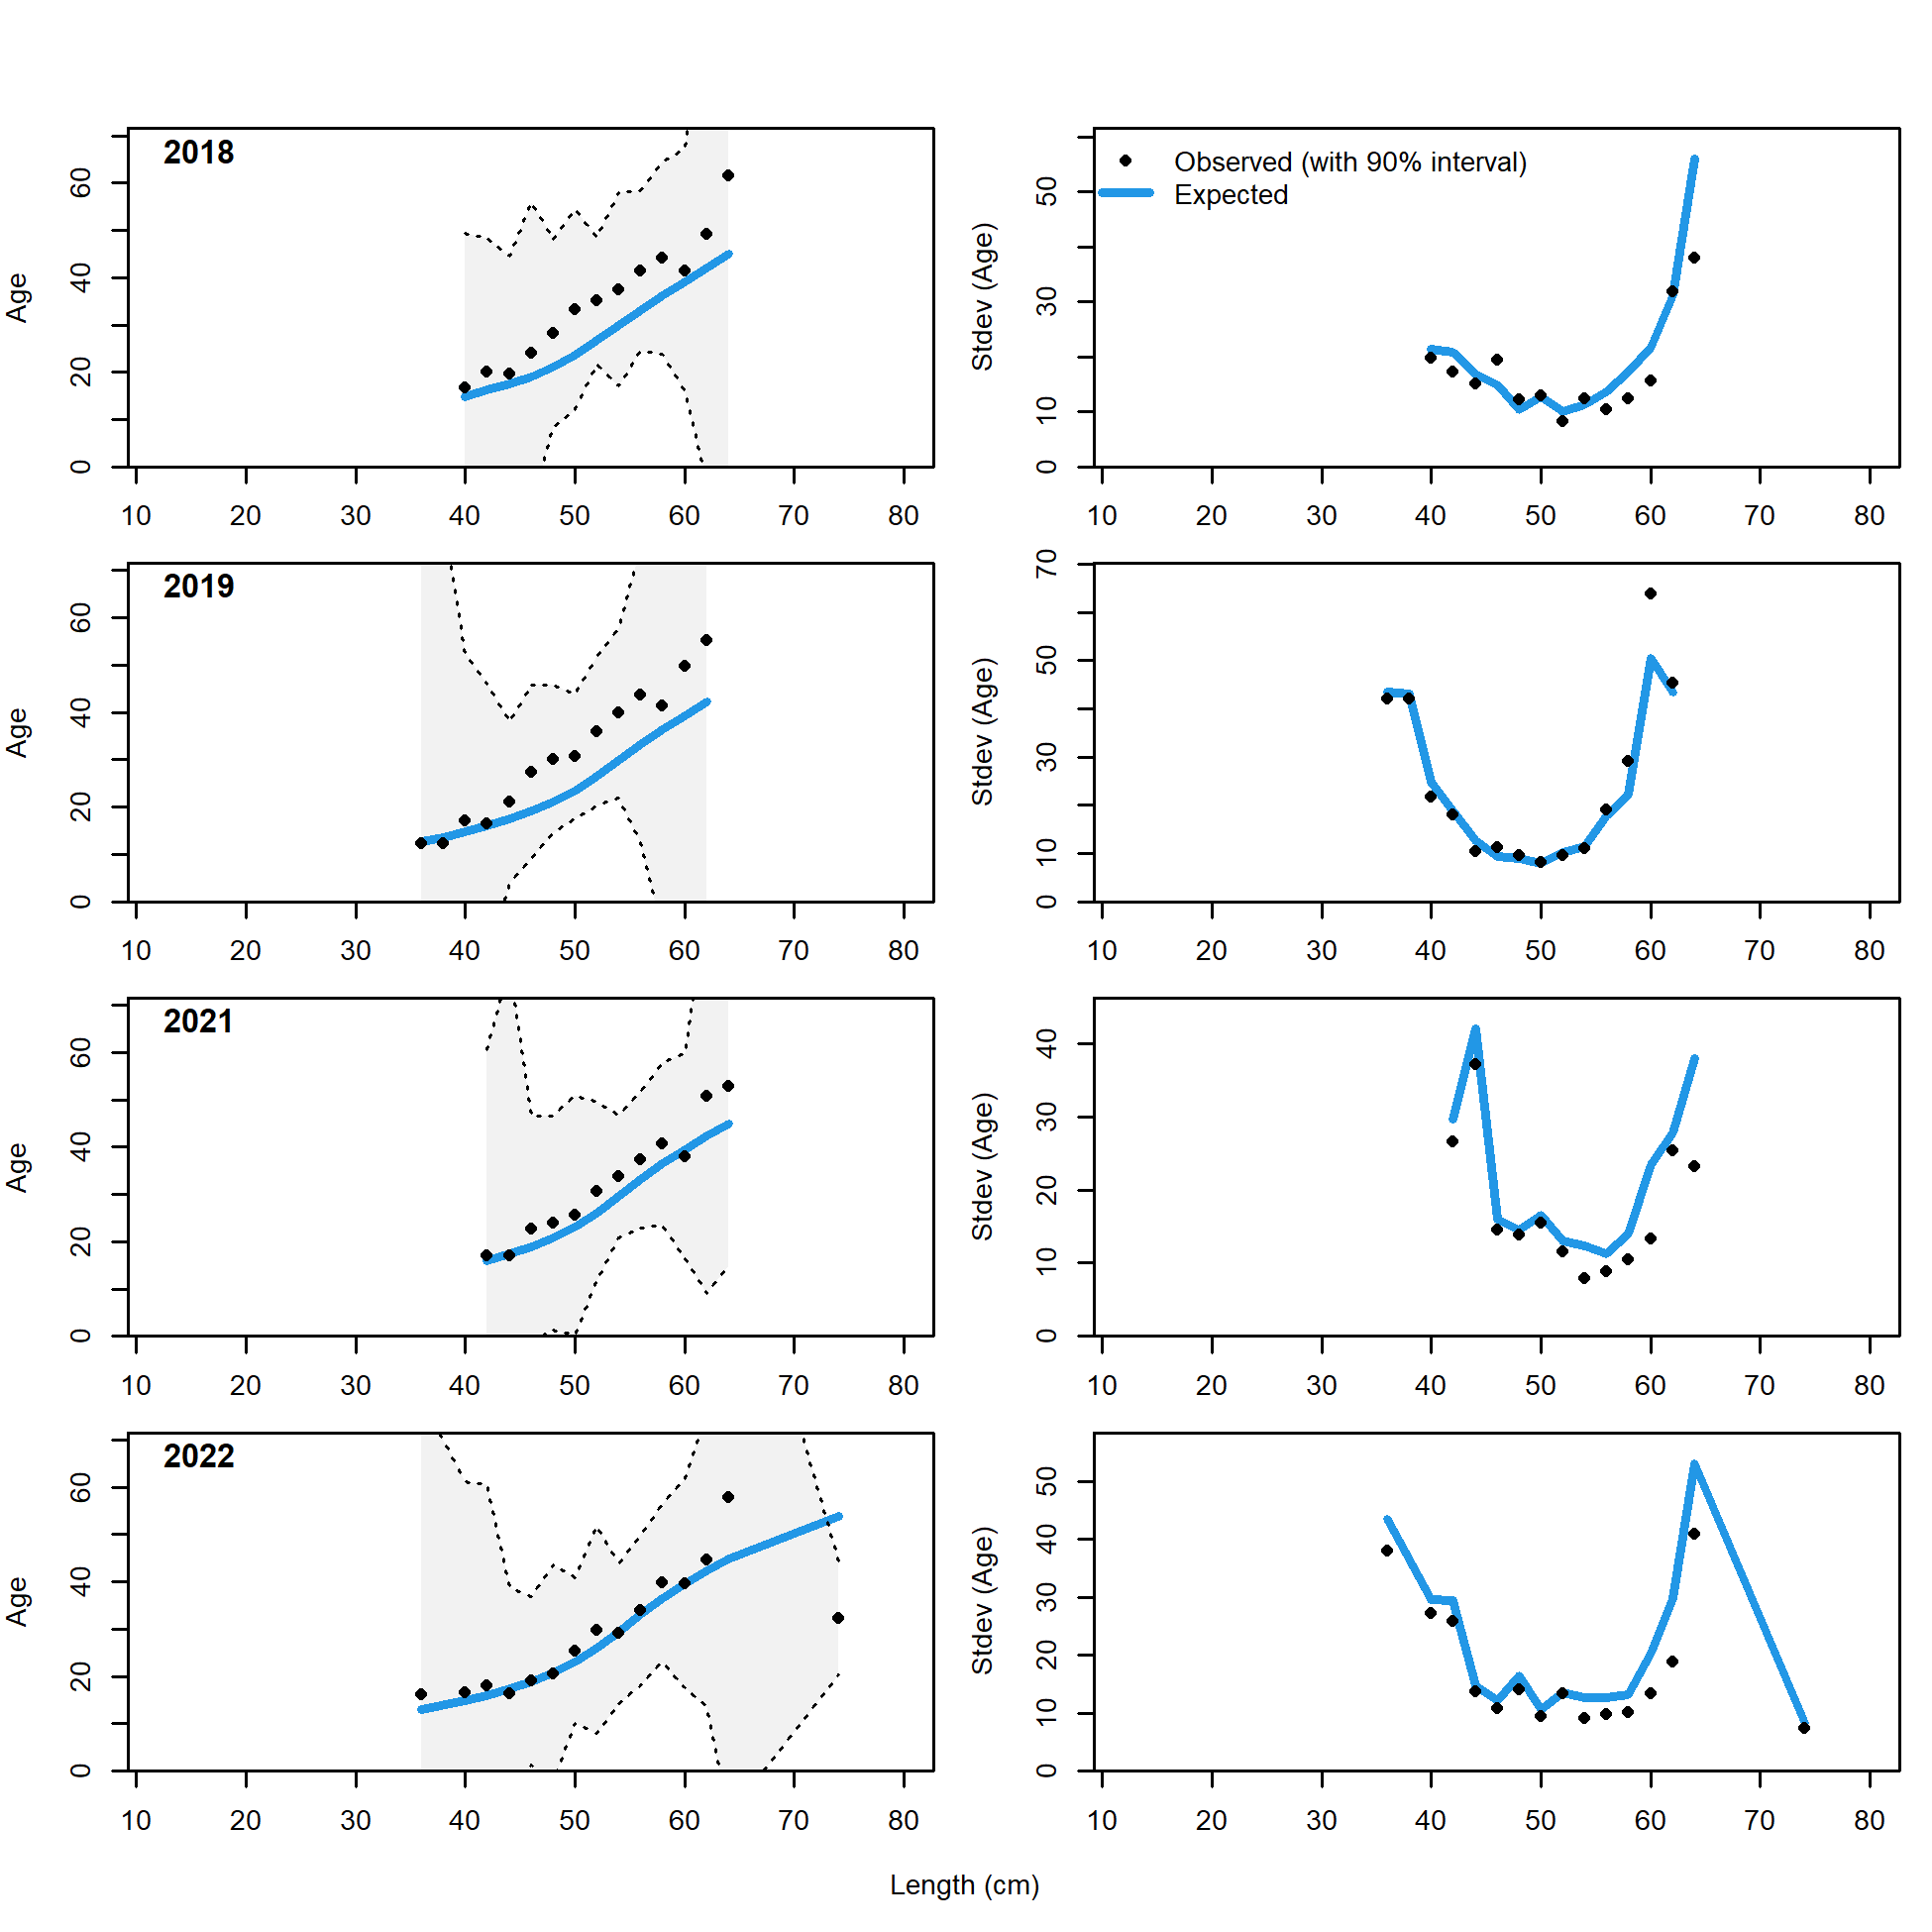 2018
Age
0 20 40 60
10 20 30 40 50 60 70 80
Observed (with 90% interval)
Expected
Stdev (Age)
0 10 30 50
10 20 30 40 50 60 70 80
2019
Age
0 20 40 60
10 20 30 40 50 60 70 80
Stdev (Age)
0 10 30 50 70
10 20 30 40 50 60 70 80
2021
Age
0 20 40 60
10 20 30 40 50 60 70 80
Stdev (Age)
0 10 20 30 40
10 20 30 40 50 60 70 80
2022
Age
0 20 40 60
10 20 30 40 50 60 70 80
Stdev (Age)
0 10 20 30 40 50
10 20 30 40 50 60 70 80
Length (cm)